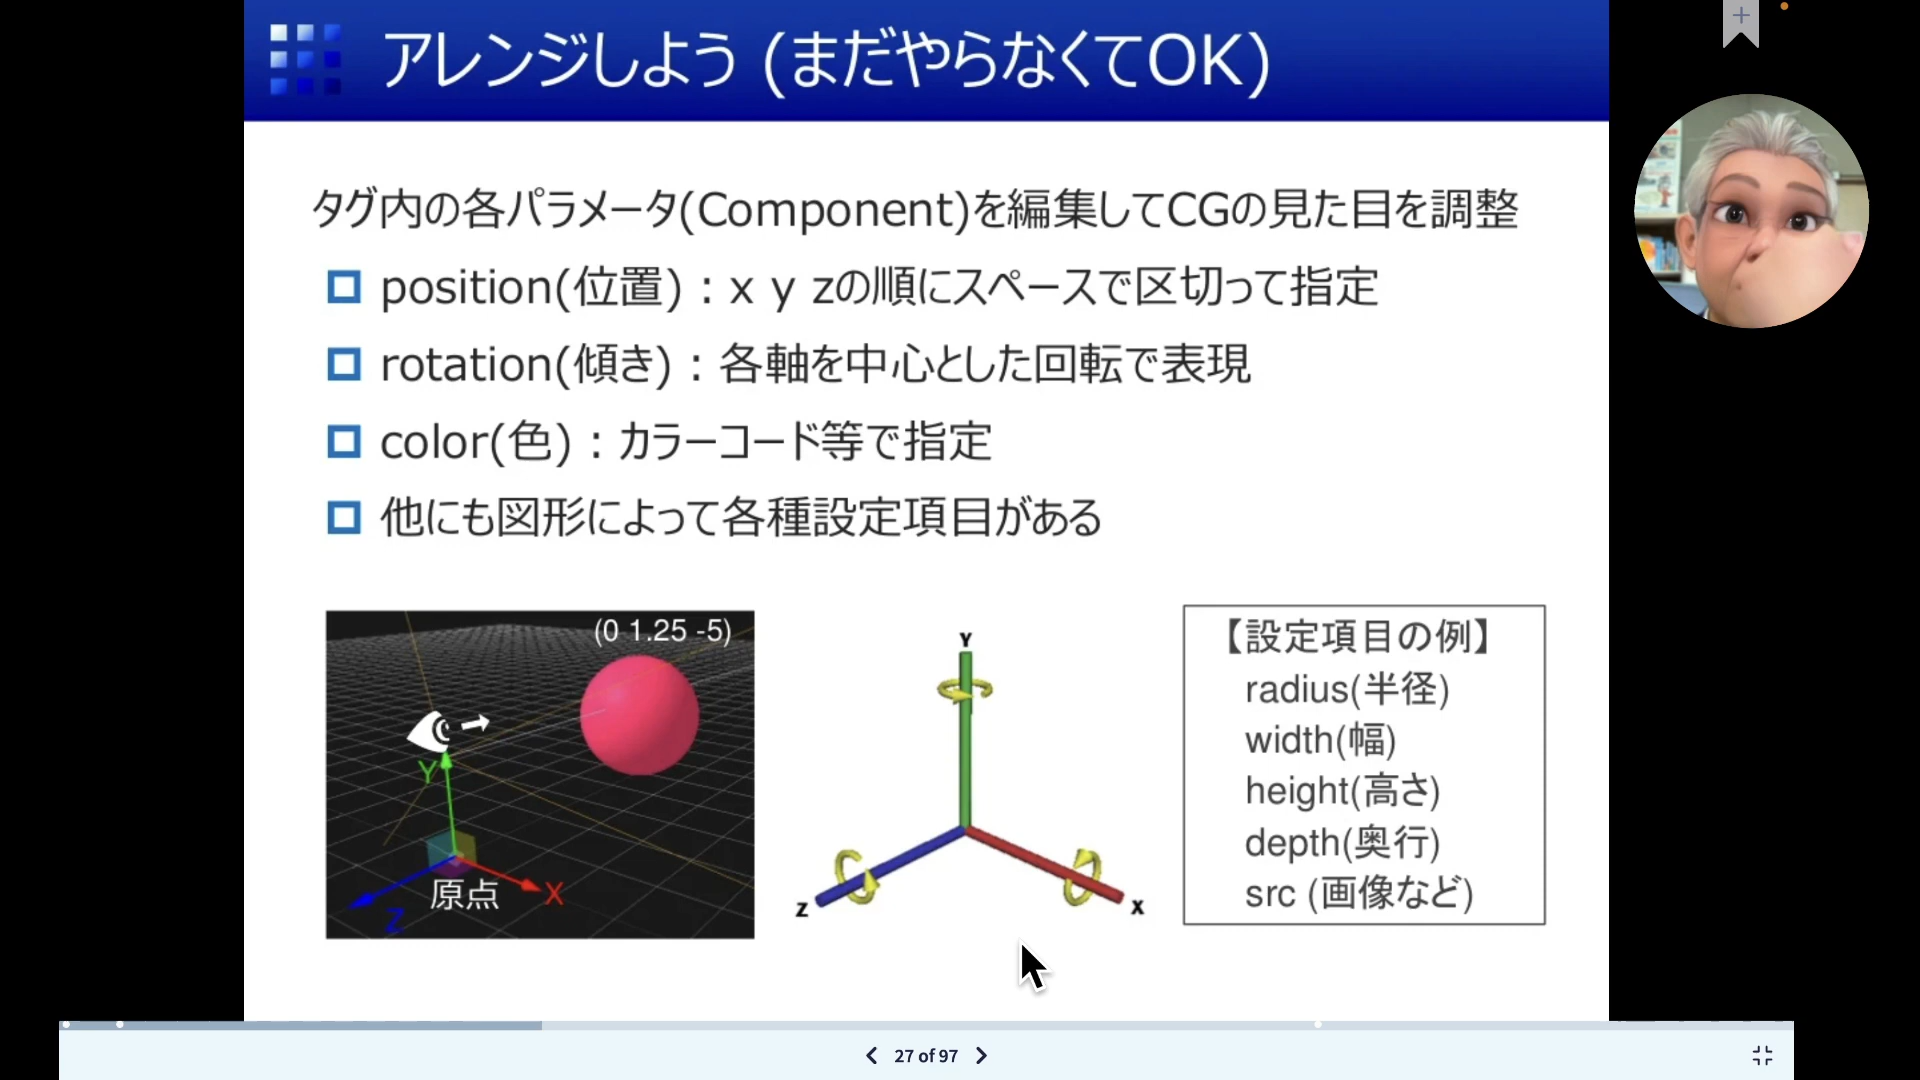 アレンジしよう (まだやらなくてOK)
タグ内の各パラメータ(Component)を編集してCGの見た目を調整
position(位置)：x y zの順にスペースで区切って指定
rotation(傾き)：各軸を中心とした回転で表現
color(色)：カラーコード等で指定
他にも図形によって各種設定項目がある
(0 1.25 -5)
Y
原点
X
Z
Y
Z
X
【設定項目の例】
radius(半径)
width(幅)
height(高さ)
depth(奥行)
src (画像など)
27 of 97